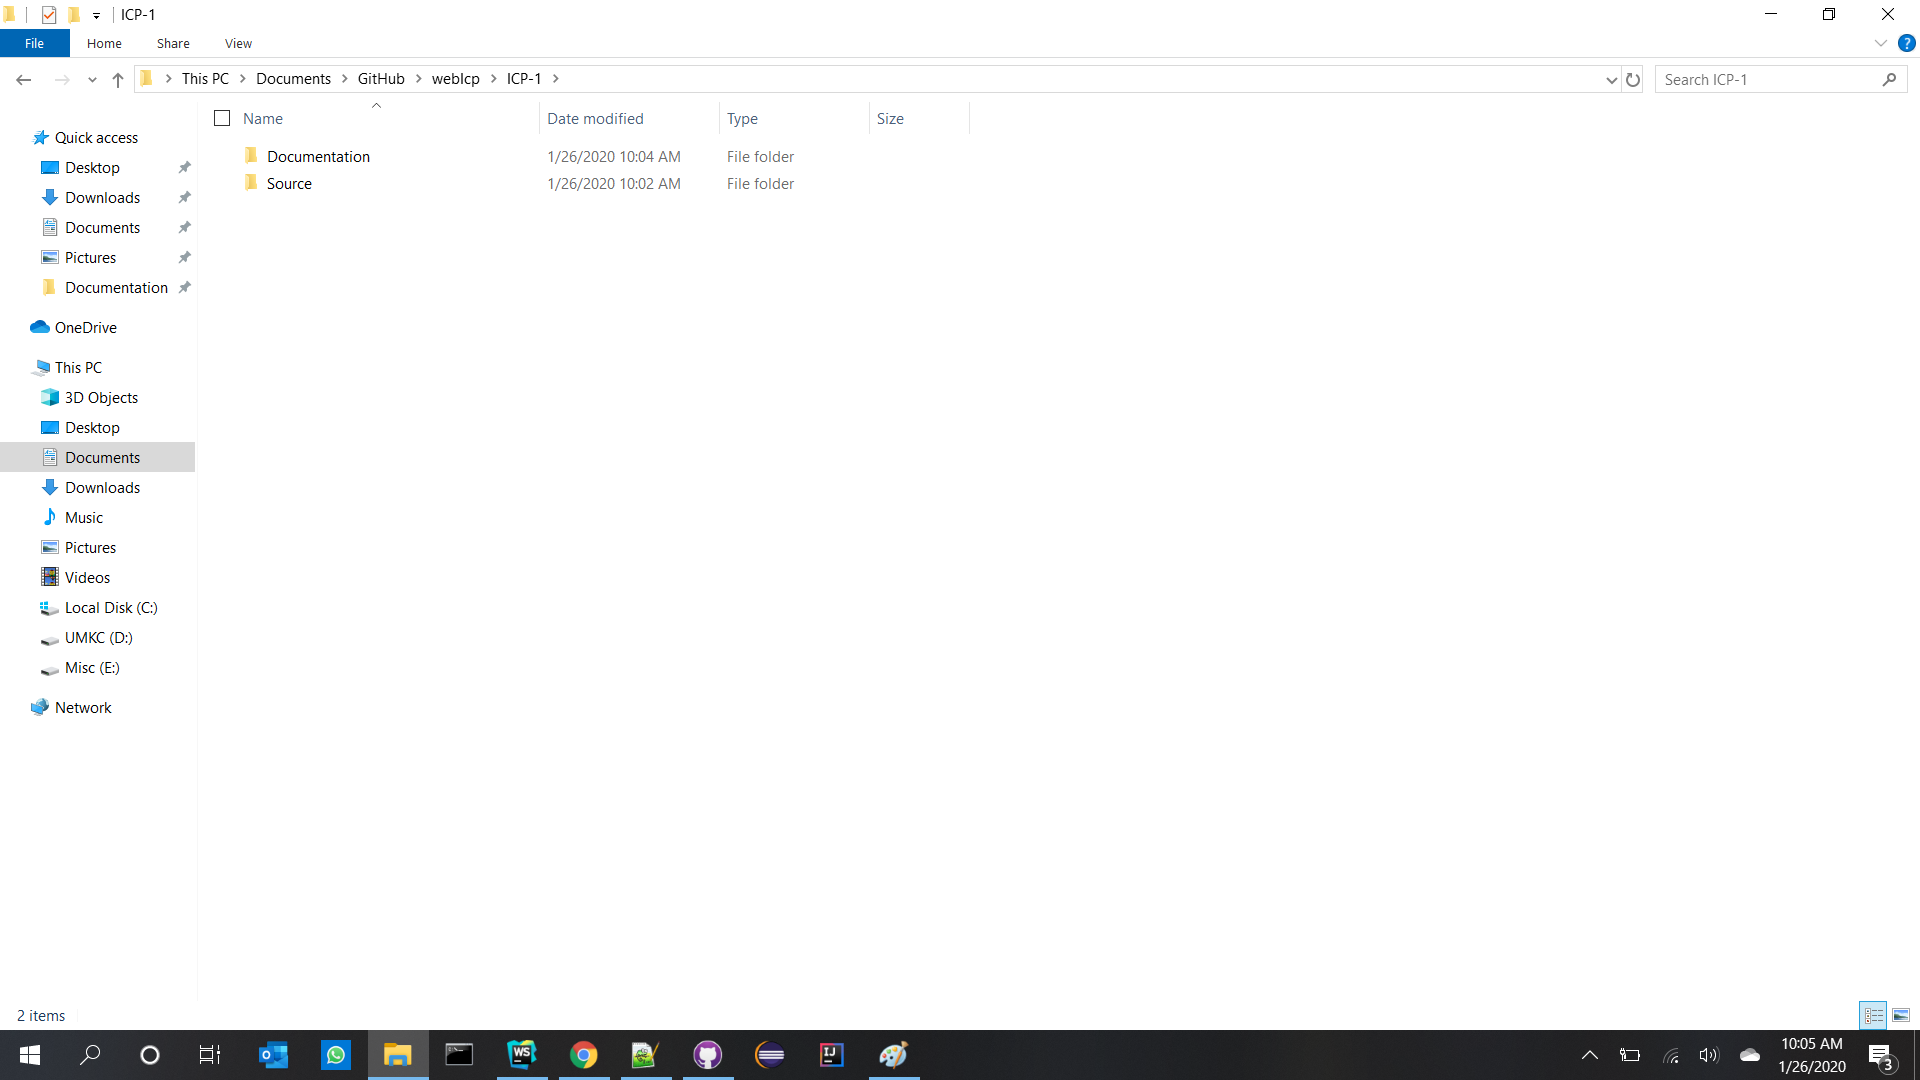 ICP-1
File Home Share View
This PC Documents GitHub webIcp ICP-1
Search ICP-1
Name Date modified Type Size
Documentation 1/26/2020 10:04 AM File folder
Source 1/26/2020 10:02 AM File folder
Quick access
Desktop
Downloads
Documents
Pictures
Documentation
OneDrive
This PC
3D Objects
Desktop
Documents
Downloads
Music
Pictures
Videos
Local Disk (C:)
UMKC (D:)
Misc (E:)
Network
2 items
WS
IJ
10:05 AM
1/26/2020
3